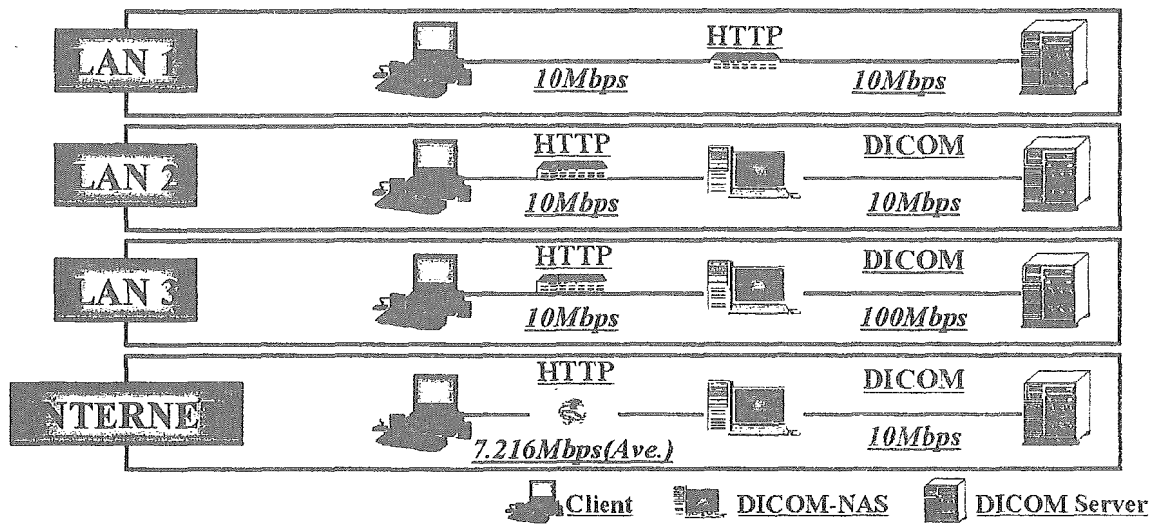 LAN 1
HTTP
10Mbps 10Mbps
LAN 2
HTTP DICOM
10Mbps 10Mbps
LAN 3
HTTP DICOM
10Mbps 100Mbps
INTERNET
HTTP DICOM
7.216Mbps(Ave.) 10Mbps
Client DICOM-NAS DICOM Server